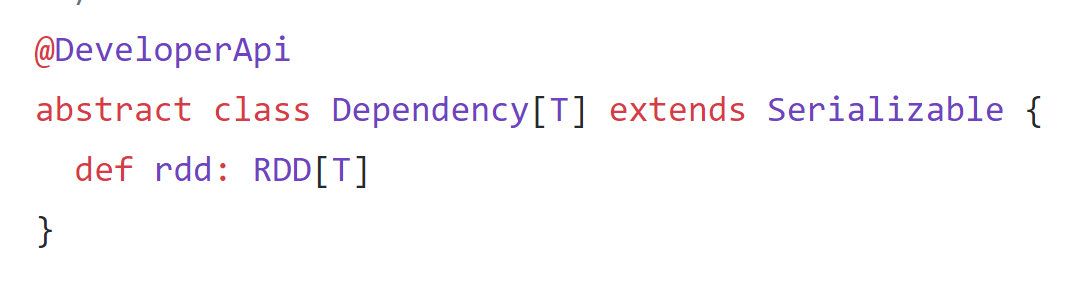 @DeveloperApi
abstract class Dependency[T] extends Serializable {
  def rdd: RDD[T]
}